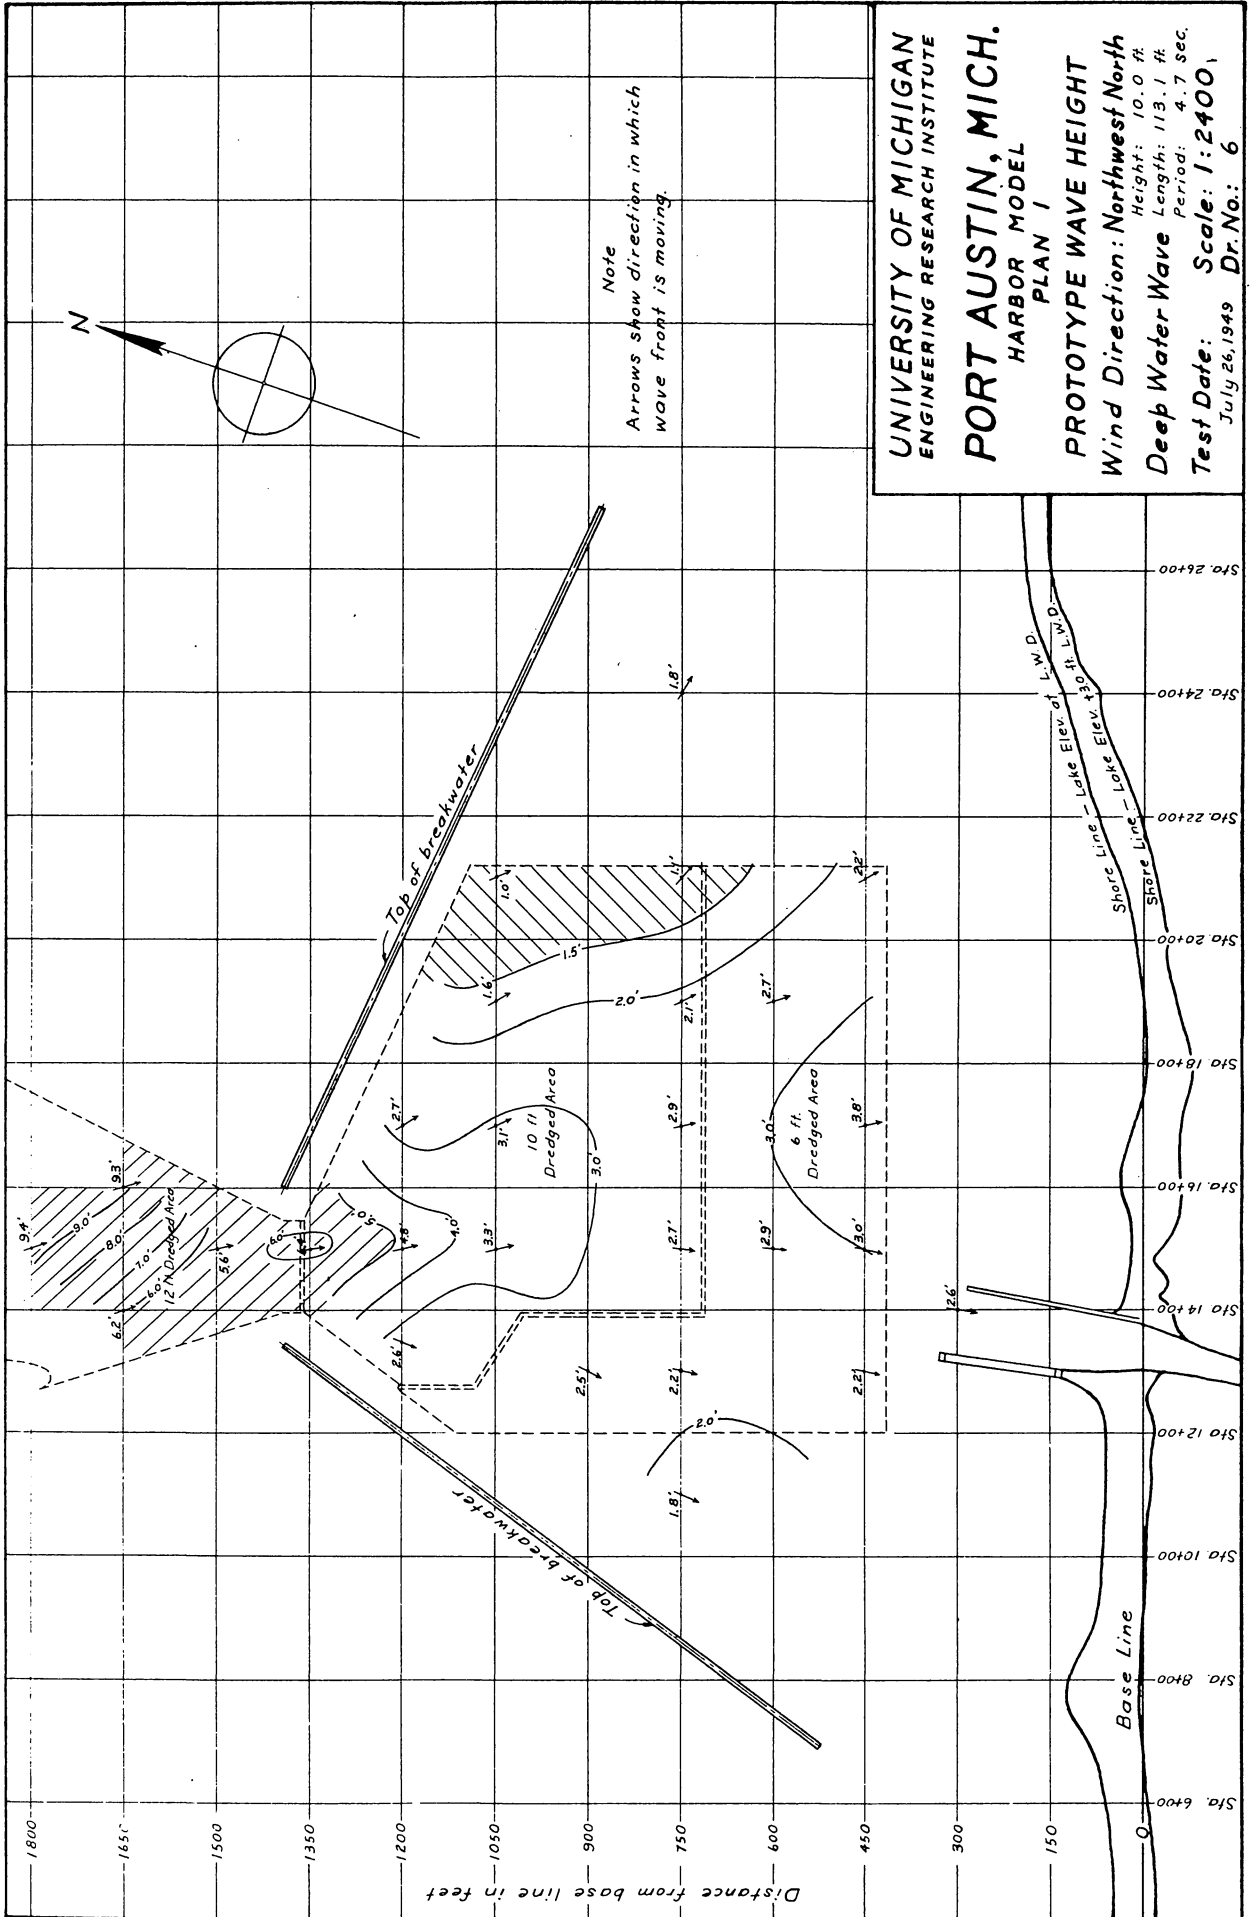 UNIVERSITY OF MICHIGAN
ENGINEERING RESEARCH INSTITUTE
PORT AUSTIN, MICH.
HARBOR MODEL
PLAN 1
PROTOTYPE WAVE HEIGHT
Wind Direction: Northwest North
Deep Water Wave
Height: 10.0 ft.
Length: 113.1 ft.
Period: 4.7 sec.
Test Date: Scale: 1:2400
July 26, 1949 Dr. No.: 6
N
Note
Arrows show direction in which
wave front is moving.
Top of breakwater
Top of breakwater
12 ft Dredged Area
10 ft
Dredged Area
6 ft.
Dredged Area
Shore Line - Lake Elev. at L.W.D.
Shore Line - Lake Elev. +3.0 ft. L.W.D.
Base Line
Distance from base line in feet
1800
1650
1500
1350
1200
1050
900
750
600
450
300
150
0
Sta. 6+00
Sta. 8+00
Sta. 10+00
Sta. 12+00
Sta. 14+00
Sta. 16+00
Sta. 18+00
Sta. 20+00
Sta. 22+00
Sta. 24+00
Sta. 26+00
9.4'
9.3'
9.0'
8.0'
7.0'
6.0'
6.2'
5.6'
6.0'
5.0'
4.8'
4.0'
2.7'
2.6'
3.3'
3.1'
3.0'
1.6'
1.0'
1.5'
2.0'
2.5'
1.8'
2.2'
2.7'
2.9'
2.1'
1.4'
1.8'
2.0'
2.9'
3.0'
2.7'
2.2'
3.0'
3.8'
2.2'
2.6'